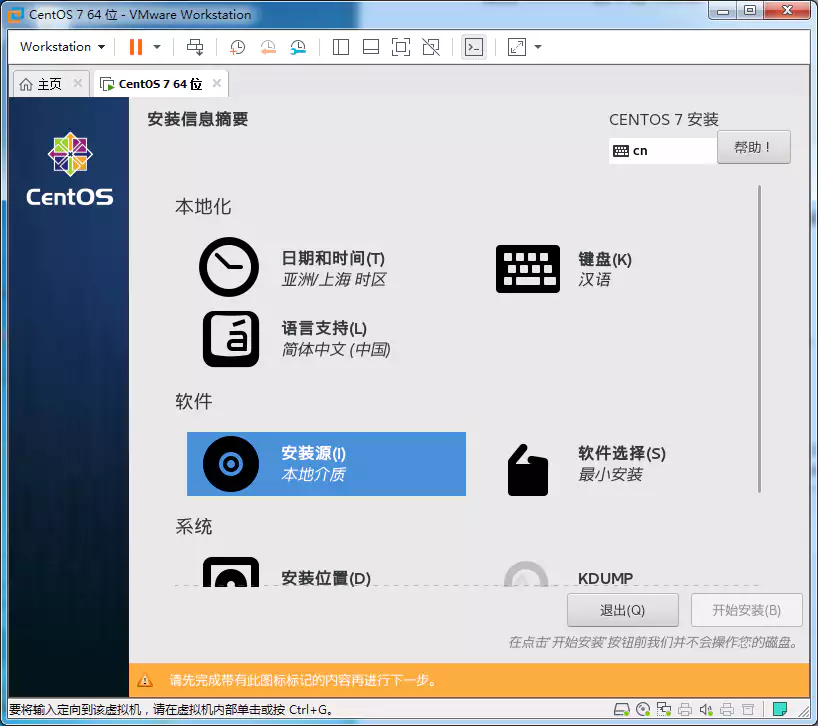 CentOS 7 64 位 - VMware Workstation
Workstation
主页
CentOS 7 64 位
CentOS
安装信息摘要
CENTOS 7 安装
cn
帮助！
本地化
日期和时间(T)
亚洲/上海 时区
键盘(K)
汉语
语言支持(L)
简体中文 (中国)
软件
安装源(I)
本地介质
软件选择(S)
最小安装
系统
安装位置(D)
KDUMP
退出(Q)
开始安装(B)
在点击“开始安装”按钮前我们并不会操作您的磁盘。
请先完成带有此图标标记的内容再进行下一步。
要将输入定向到该虚拟机，请在虚拟机内部单击或按 Ctrl+G。